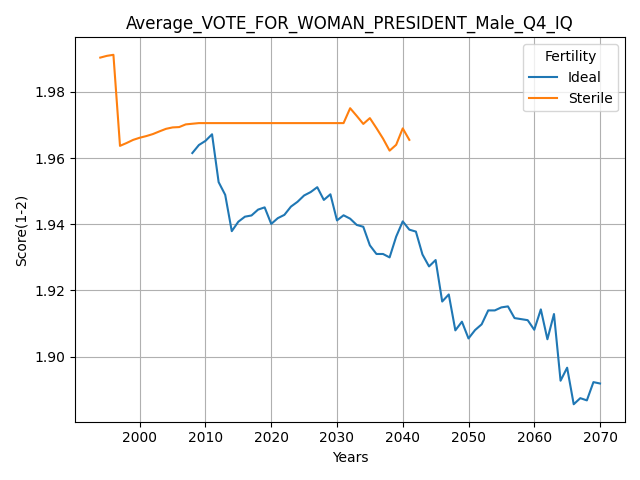 Average_VOTE_FOR_WOMAN_PRESIDENT_Male_Q4_IQ
Fertility
Ideal
Sterile
Score(1-2)
1.98
1.96
1.94
1.92
1.90
2000 2010 2020 2030 2040 2050 2060 2070
Years